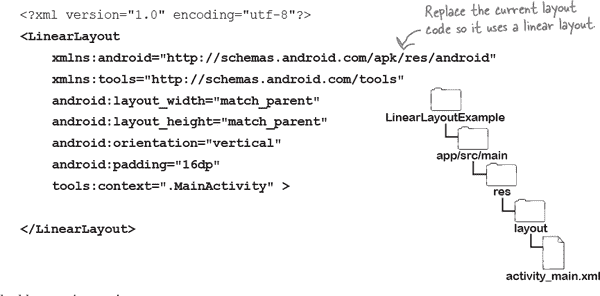 <?xml version="1.0" encoding="utf-8"?>
Replace the current layout
code so it uses a linear layout.
<LinearLayout
xmlns:android="http://schemas.android.com/apk/res/android"
xmlns:tools="http://schemas.android.com/tools"
android:layout_width="match_parent"
android:layout_height="match_parent"
android:orientation="vertical"
android:padding="16dp"
tools:context=".MainActivity" >
</LinearLayout>
LinearLayoutExample
app/src/main
res
layout
activity_main.xml